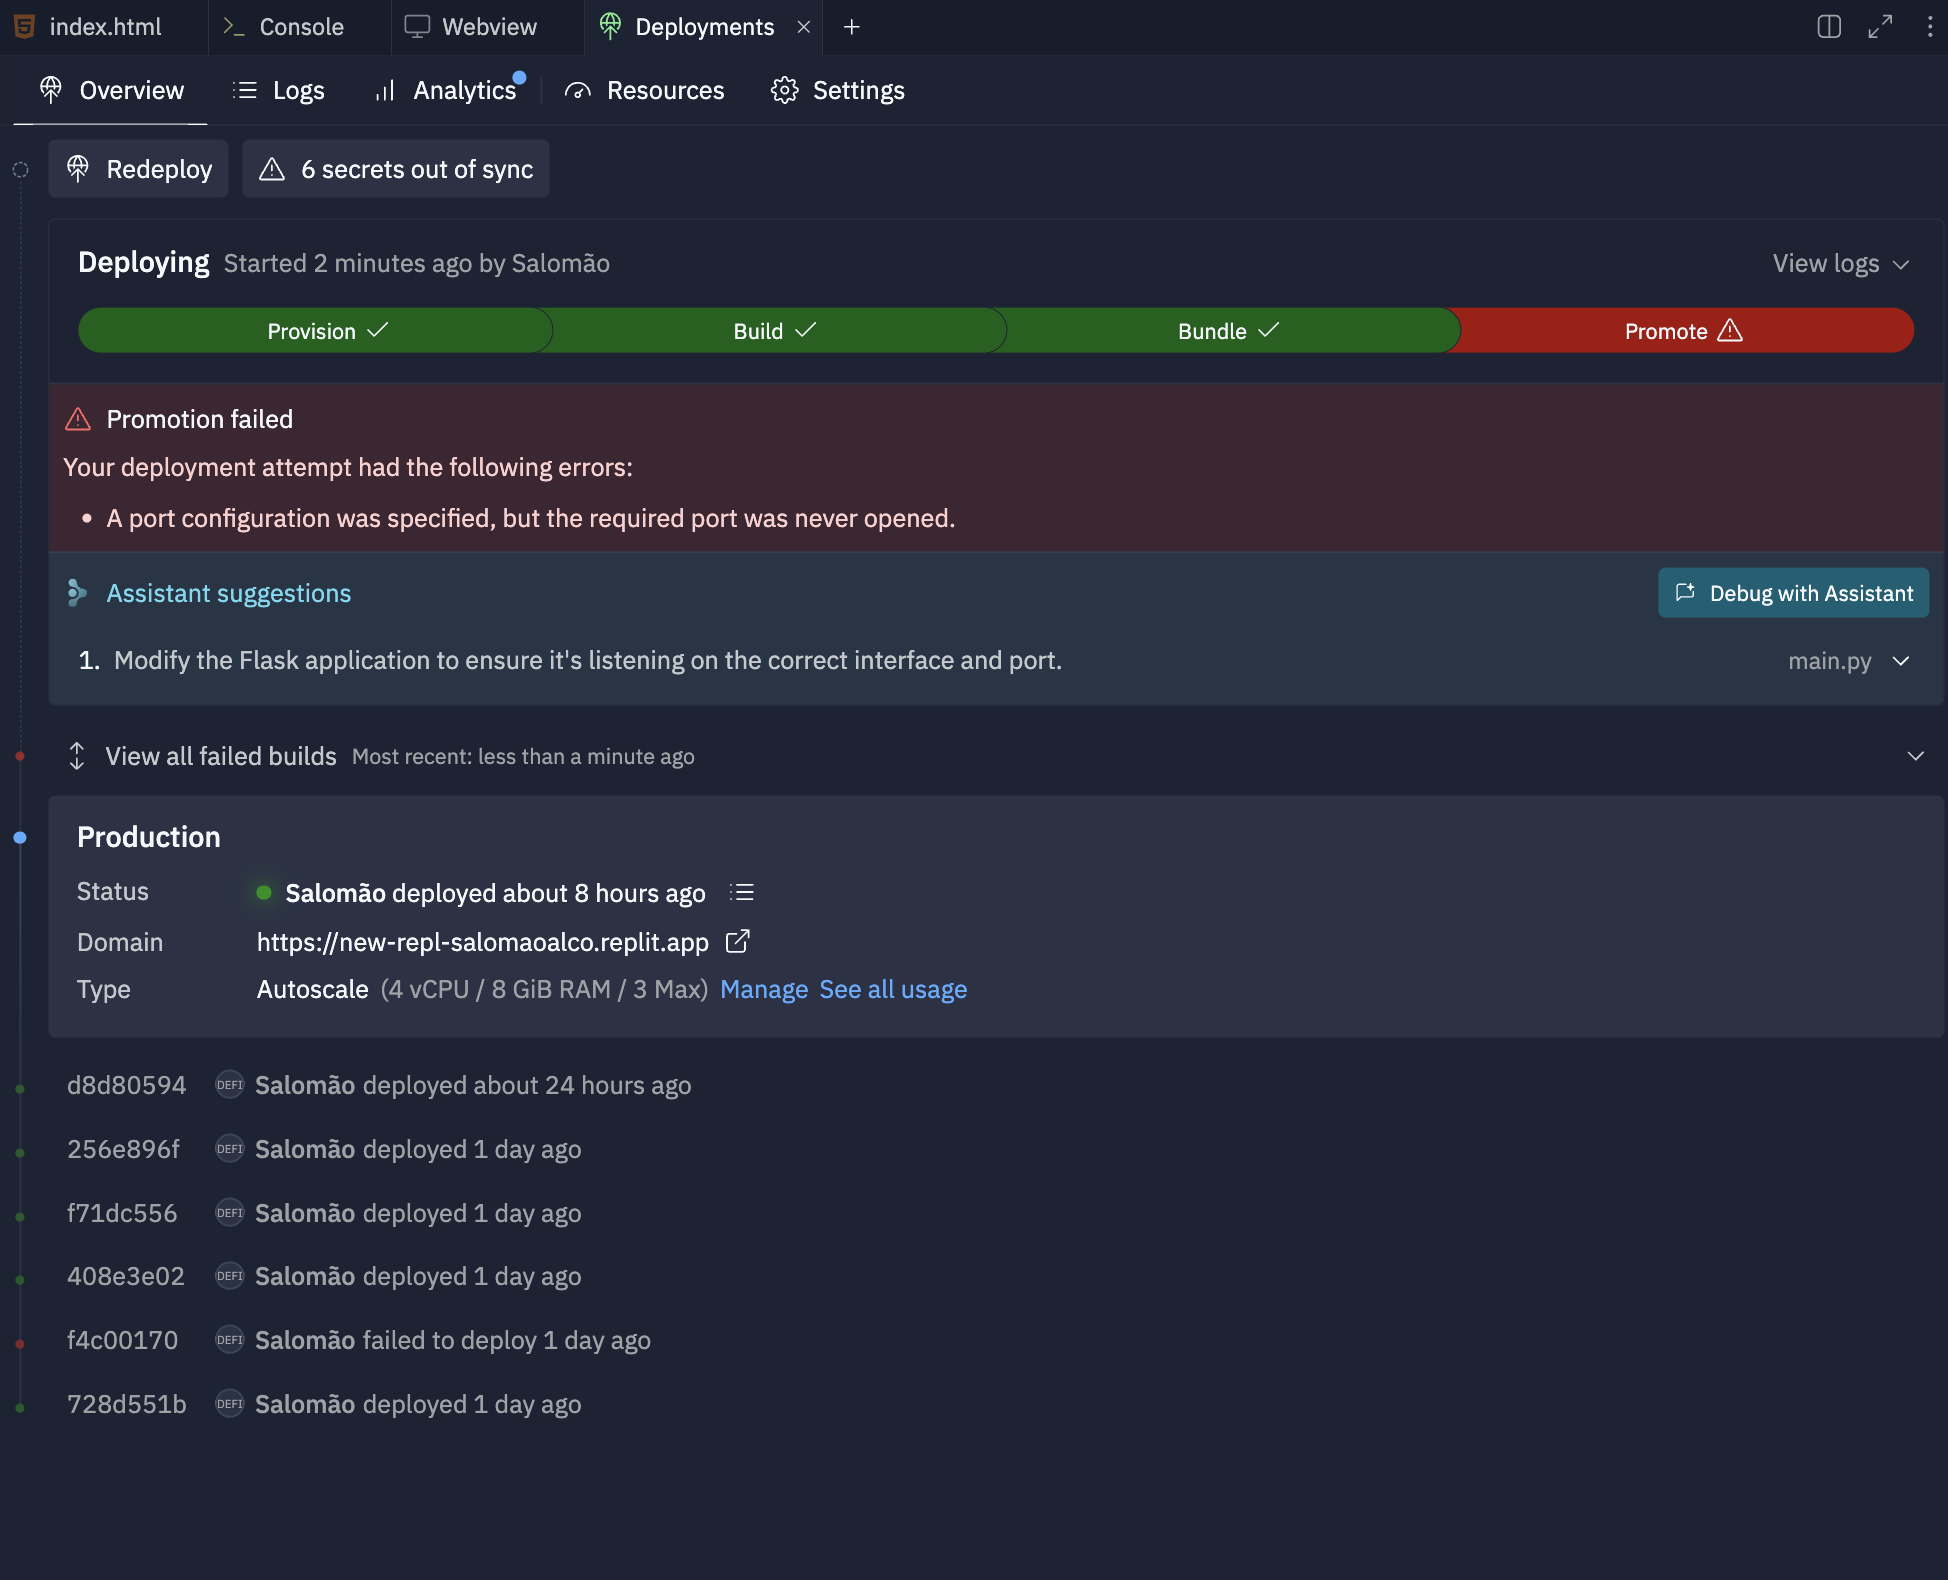 index.html Console Webview Deployments
Overview Logs Analytics Resources Settings
Redeploy 6 secrets out of sync
Deploying Started 2 minutes ago by Salomão View logs
Provision Build Bundle Promote
Promotion failed
Your deployment attempt had the following errors:
• A port configuration was specified, but the required port was never opened.
Assistant suggestions Debug with Assistant
1. Modify the Flask application to ensure it's listening on the correct interface and port. main.py
View all failed builds Most recent: less than a minute ago
Production
Status Salomão deployed about 8 hours ago
Domain https://new-repl-salomaoalco.replit.app
Type Autoscale (4 vCPU / 8 GiB RAM / 3 Max) Manage See all usage
d8d80594 DEFI Salomão deployed about 24 hours ago
256e896f DEFI Salomão deployed 1 day ago
f71dc556 DEFI Salomão deployed 1 day ago
408e3e02 DEFI Salomão deployed 1 day ago
f4c00170 DEFI Salomão failed to deploy 1 day ago
728d551b DEFI Salomão deployed 1 day ago